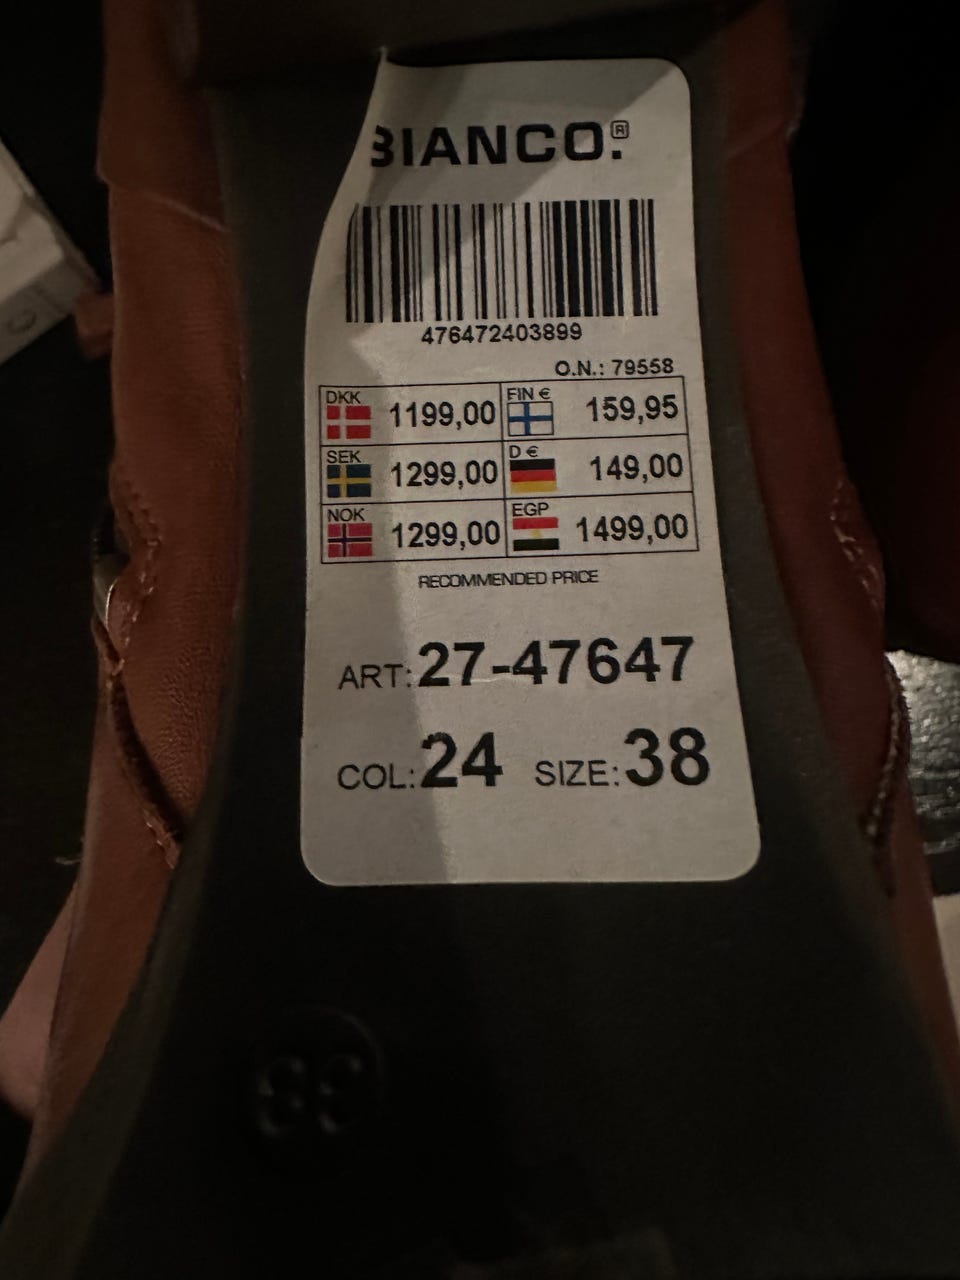 BIANCO.®
476472403899
O.N.: 79558
DKK 1199,00 FIN € 159,95
SEK 1299,00 D € 149,00
NOK 1299,00 EGP 1499,00
RECOMMENDED PRICE
ART: 27-47647
COL: 24 SIZE: 38
38